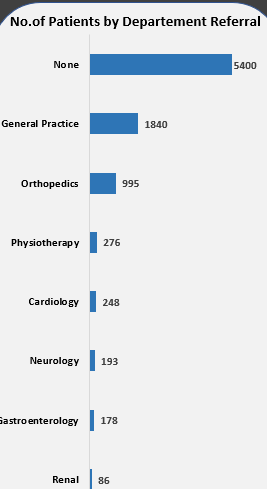 No.of Patients by Departement Referral
None 5400
General Practice 1840
Orthopedics 995
Physiotherapy 276
Cardiology 248
Neurology 193
Gastroenterology 178
Renal 86